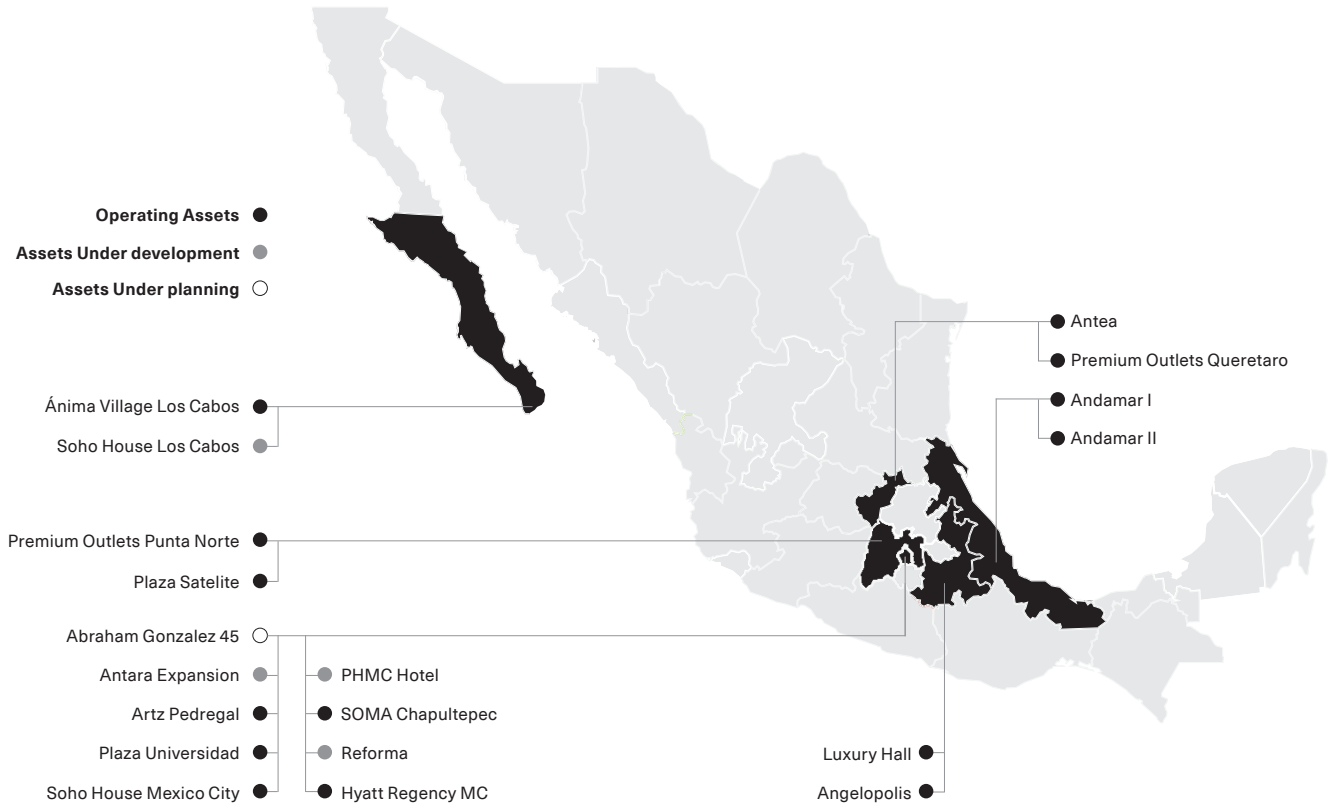 Operating Assets
Assets Under development
Assets Under planning
Ánima Village Los Cabos
Soho House Los Cabos
Premium Outlets Punta Norte
Plaza Satelite
Abraham Gonzalez 45
Antara Expansion
Artz Pedregal
Plaza Universidad
Soho House Mexico City
PHMC Hotel
SOMA Chapultepec
Reforma
Hyatt Regency MC
Antea
Premium Outlets Queretaro
Andamar I
Andamar II
Luxury Hall
Angelopolis